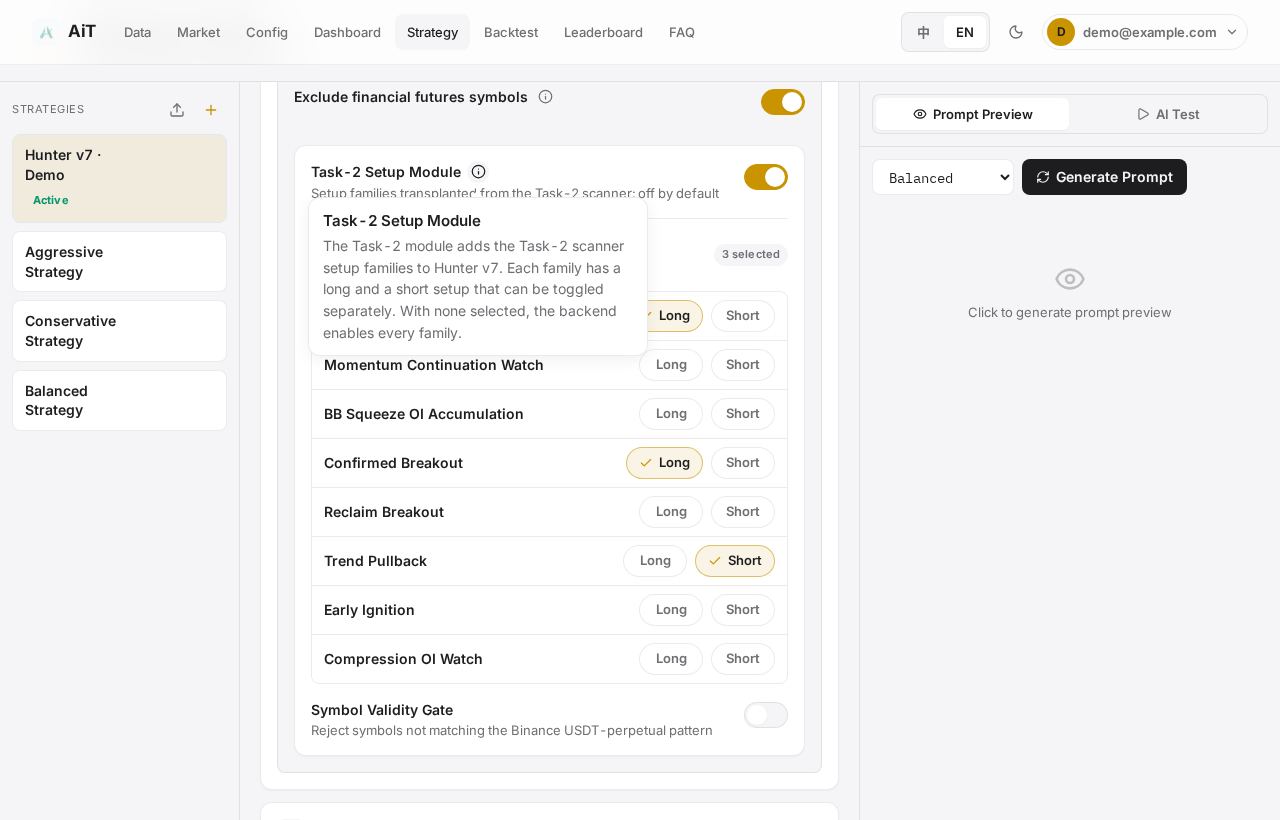 AiT
Data
Market
Config
Dashboard
Strategy
Backtest
Leaderboard
FAQ
中
EN
D
demo@example.com
STRATEGIES
Hunter v7 ·
Demo
Active
Aggressive
Strategy
Conservative
Strategy
Balanced
Strategy
Exclude financial futures symbols
Task-2 Setup Module
Setup families transplanted from the Task-2 scanner; off by default
Task-2 Setup Module
The Task-2 module adds the Task-2 scanner
setup families to Hunter v7. Each family has a
long and a short setup that can be toggled
separately. With none selected, the backend
enables every family.
3 selected
Long
Short
Momentum Continuation Watch
Long
Short
BB Squeeze OI Accumulation
Long
Short
Confirmed Breakout
Long
Short
Reclaim Breakout
Long
Short
Trend Pullback
Long
Short
Early Ignition
Long
Short
Compression OI Watch
Long
Short
Symbol Validity Gate
Reject symbols not matching the Binance USDT-perpetual pattern
Prompt Preview
AI Test
Balanced
Generate Prompt
Click to generate prompt preview